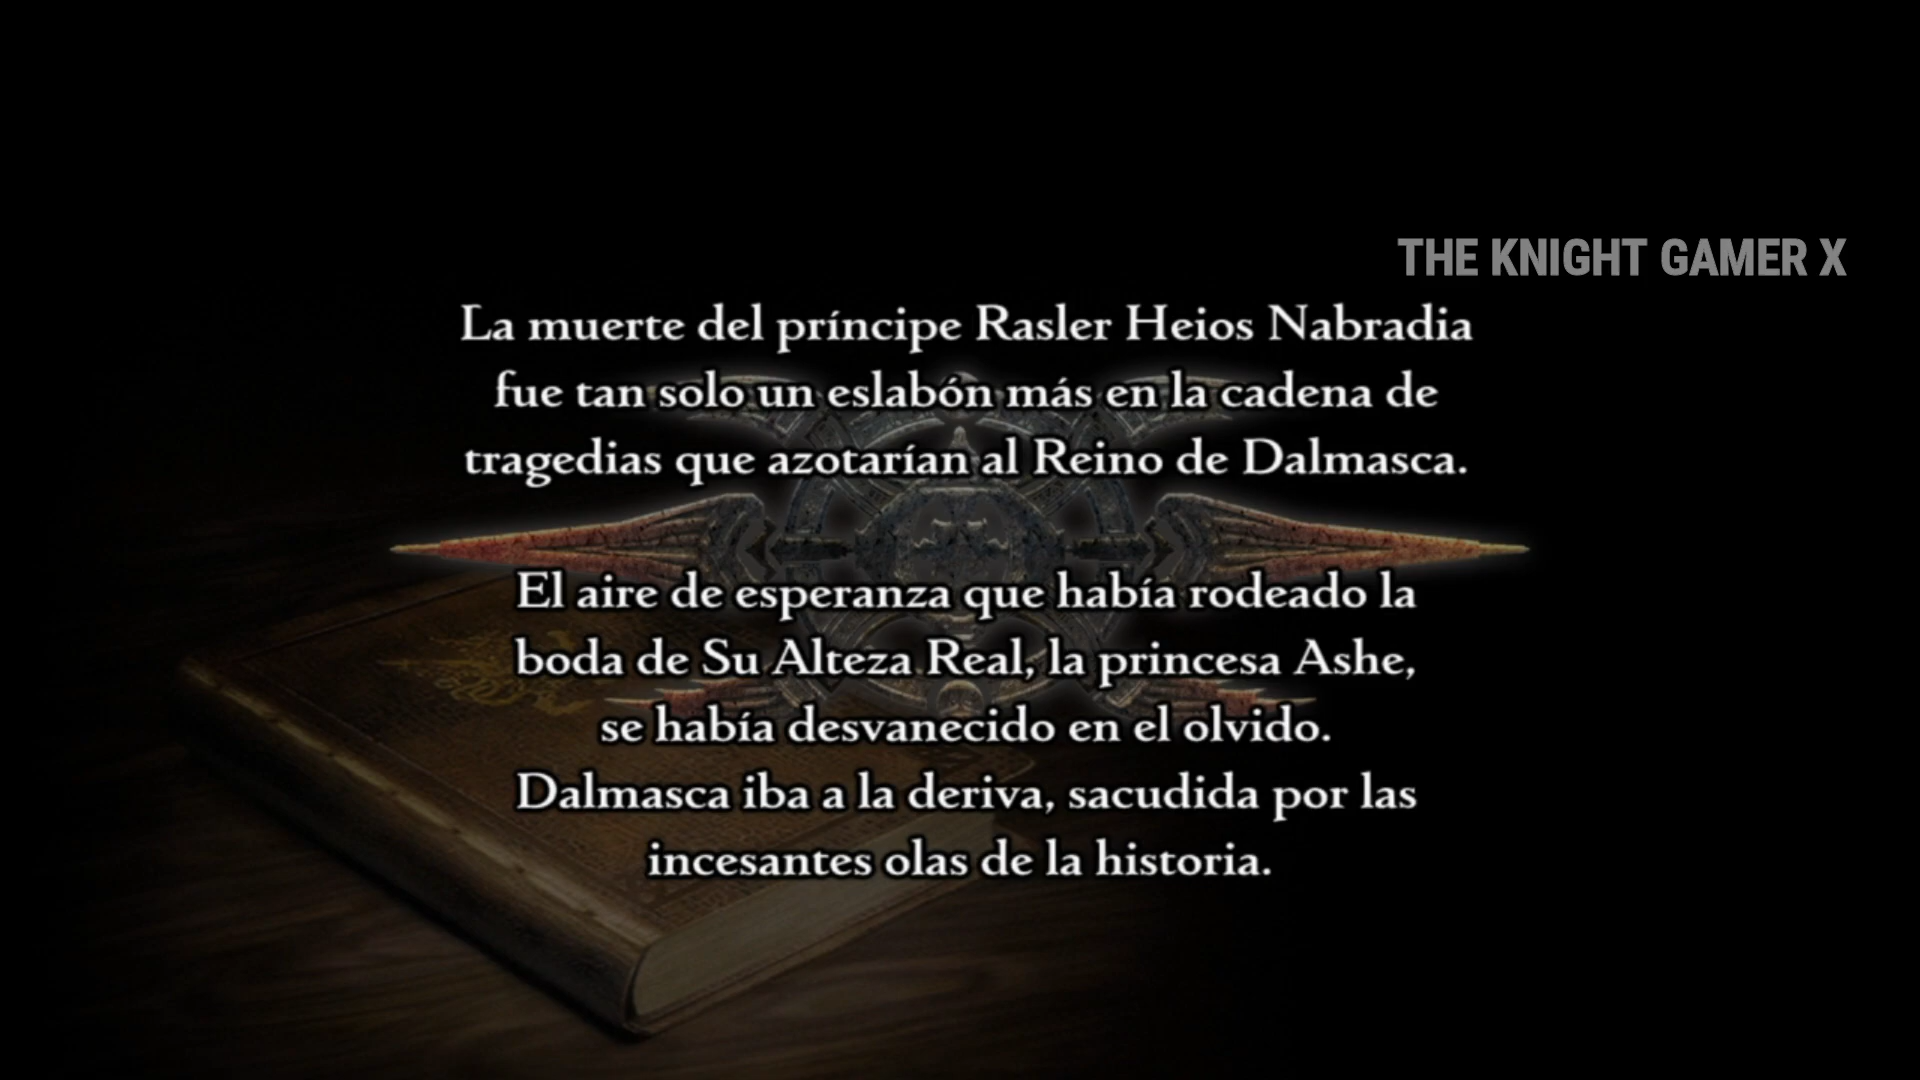 THE KNIGHT GAMER X
La muerte del príncipe Rasler Heios Nabradia
fue tan solo un eslabón más en la cadena de
tragedias que azotarían al Reino de Dalmasca.
El aire de esperanza que había rodeado la
boda de Su Alteza Real, la princesa Ashe,
se había desvanecido en el olvido.
Dalmasca iba a la deriva, sacudida por las
incesantes olas de la historia.